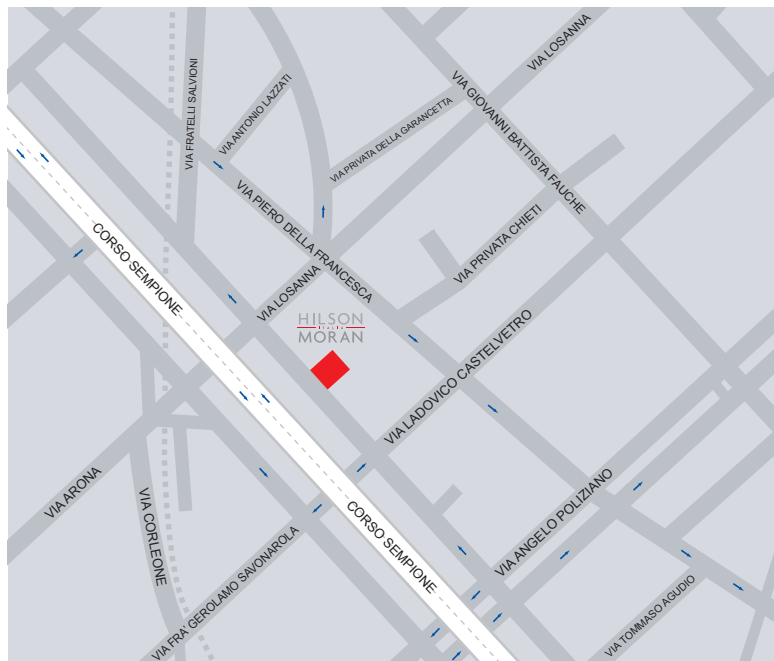 VIA LOSANNA
VIA GIOVANNI BATTISTA FAUCHE
VIA FRATELLI SALVIONI
VIA ANTONIO LAZZATI
VIA PRIVATA DELLA GARANCETTA
VIA PIERO DELLA FRANCESCA
VIA PRIVATA CHIETI
CORSO SEMPIONE
VIA LOSANNA
HILSON
ITALIA
MORAN
VIA LADOVICO CASTELVETRO
VIA ARONA
VIA CORLEONE
VIA FRA' GEROLAMO SAVONAROLA
CORSO SEMPIONE
VIA ANGELO POLIZIANO
VIA TOMMASO AGUDIO